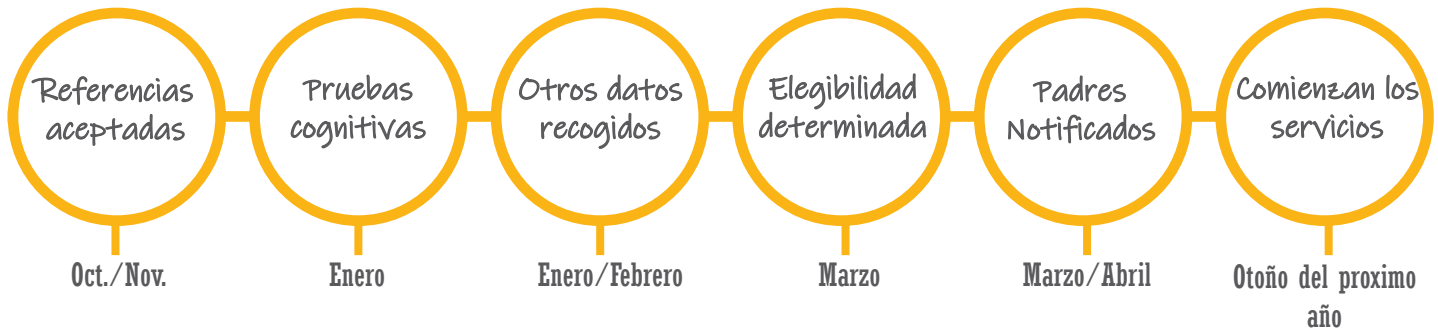 Referencias
aceptadas
Pruebas
cognitivas
Otros datos
recogidos
Elegibilidad
determinada
Padres
Notificados
Comienzan los
servicios
Oct./Nov.
Enero
Enero/Febrero
Marzo
Marzo/Abril
Otoño del proximo
año